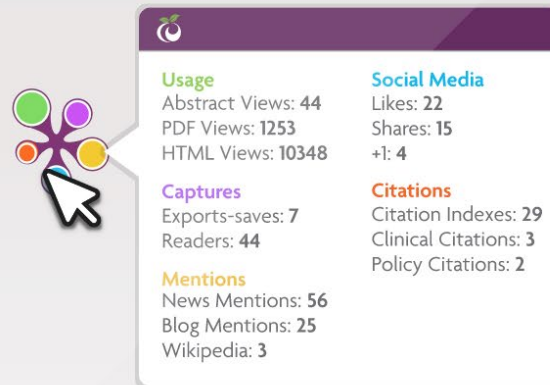 Usage
Abstract Views: 44
PDF Views: 1253
HTML Views: 10348
Captures
Exports-saves: 7
Readers: 44
Mentions
News Mentions: 56
Blog Mentions: 25
Wikipedia: 3
Social Media
Likes: 22
Shares: 15
+1: 4
Citations
Citation Indexes: 29
Clinical Citations: 3
Policy Citations: 2